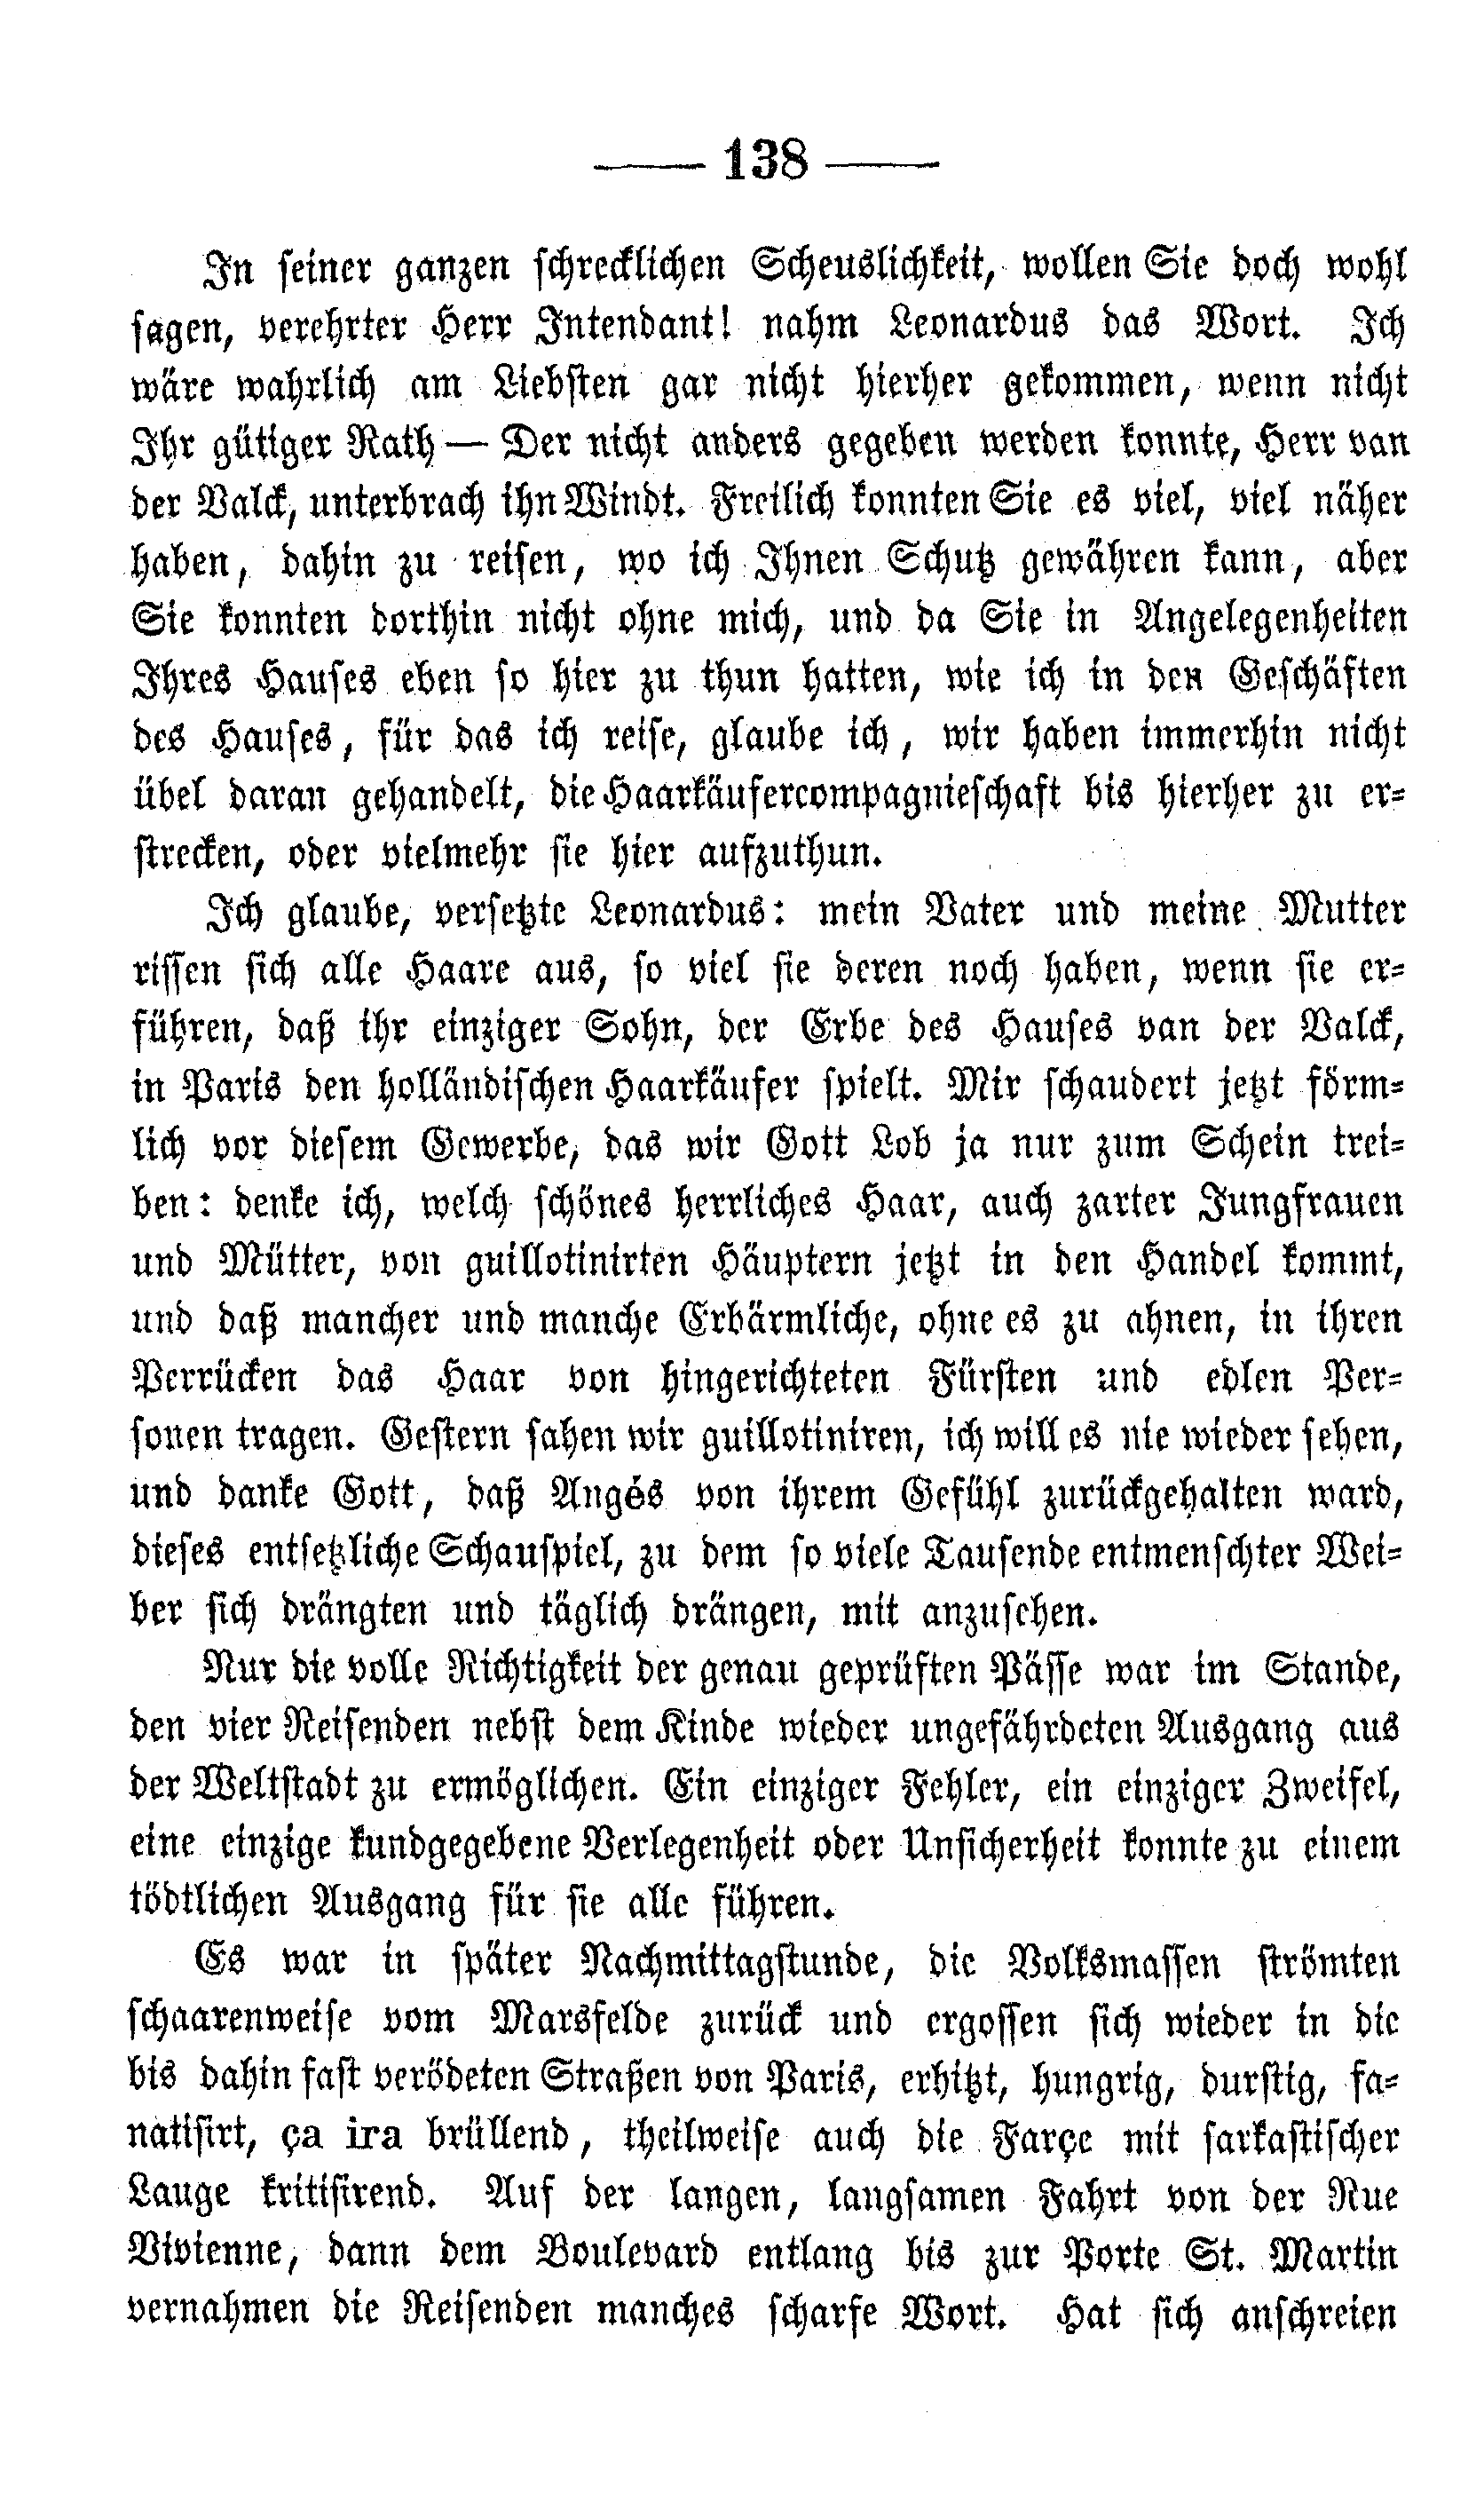 — 138 —
In seiner ganzen schrecklichen Scheuslichkeit, wollen Sie doch wohl
sagen, verehrter Herr Intendant! nahm Leonardus das Wort. Ich
wäre wahrlich am Liebsten gar nicht hierher gekommen, wenn nicht
Ihr gütiger Rath — Der nicht anders gegeben werden konnte, Herr van
der Valck, unterbrach ihn Windt. Freilich konnten Sie es viel, viel näher
haben, dahin zu reisen, wo ich Ihnen Schutz gewähren kann, aber
Sie konnten dorthin nicht ohne mich, und da Sie in Angelegenheiten
Ihres Hauses eben so hier zu thun hatten, wie ich in den Geschäften
des Hauses, für das ich reise, glaube ich, wir haben immerhin nicht
übel daran gehandelt, die Haarkäufercompagnieschaft bis hierher zu er-
strecken, oder vielmehr sie hier aufzuthun.
Ich glaube, versetzte Leonardus: mein Vater und meine Mutter
rissen sich alle Haare aus, so viel sie deren noch haben, wenn sie er-
führen, daß ihr einziger Sohn, der Erbe des Hauses van der Valck,
in Paris den holländischen Haarkäufer spielt. Mir schaudert jetzt förm-
lich vor diesem Gewerbe, das wir Gott Lob ja nur zum Schein trei-
ben: denke ich, welch schönes herrliches Haar, auch zarter Jungfrauen
und Mütter, von guillotinirten Häuptern jetzt in den Handel kommt,
und daß mancher und manche Erbärmliche, ohne es zu ahnen, in ihren
Perrücken das Haar von hingerichteten Fürsten und edlen Per-
sonen tragen. Gestern sahen wir guillotiniren, ich will es nie wieder sehen,
und danke Gott, daß Angés von ihrem Gefühl zurückgehalten ward,
dieses entsetzliche Schauspiel, zu dem so viele Tausende entmenschter Wei-
ber sich drängten und täglich drängen, mit anzusehen.
Nur die volle Richtigkeit der genau geprüften Pässe war im Stande,
den vier Reisenden nebst dem Kinde wieder ungefährdeten Ausgang aus
der Weltstadt zu ermöglichen. Ein einziger Fehler, ein einziger Zweifel,
eine einzige kundgegebene Verlegenheit oder Unsicherheit konnte zu einem
tödtlichen Ausgang für sie alle führen.
Es war in später Nachmittagstunde, die Volksmassen strömten
schaarenweise vom Marsfelde zurück und ergossen sich wieder in die
bis dahin fast verödeten Straßen von Paris, erhitzt, hungrig, durstig, fa-
natisirt, ça ira brüllend, theilweise auch die Farçe mit sarkastischer
Lauge kritisirend. Auf der langen, langsamen Fahrt von der Rue
Vivienne, dann dem Boulevard entlang bis zur Porte St. Martin
vernahmen die Reisenden manches scharfe Wort. Hat sich anschreien